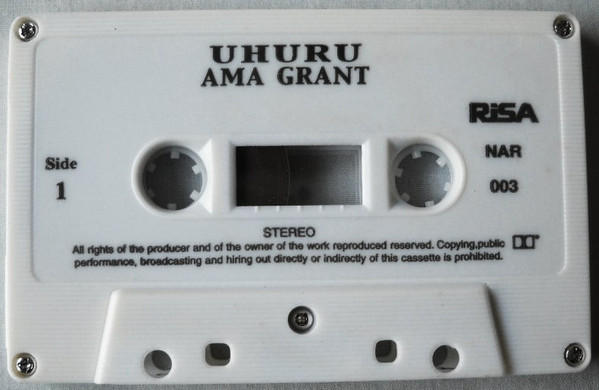 UHURU
AMA GRANT
RiSA
Side
1
NAR
003
STEREO
All rights of the producer and of the owner of the work reproduced reserved. Copying,public
performance, broadcasting and hiring out directly or indirectly of this cassette is prohibited.